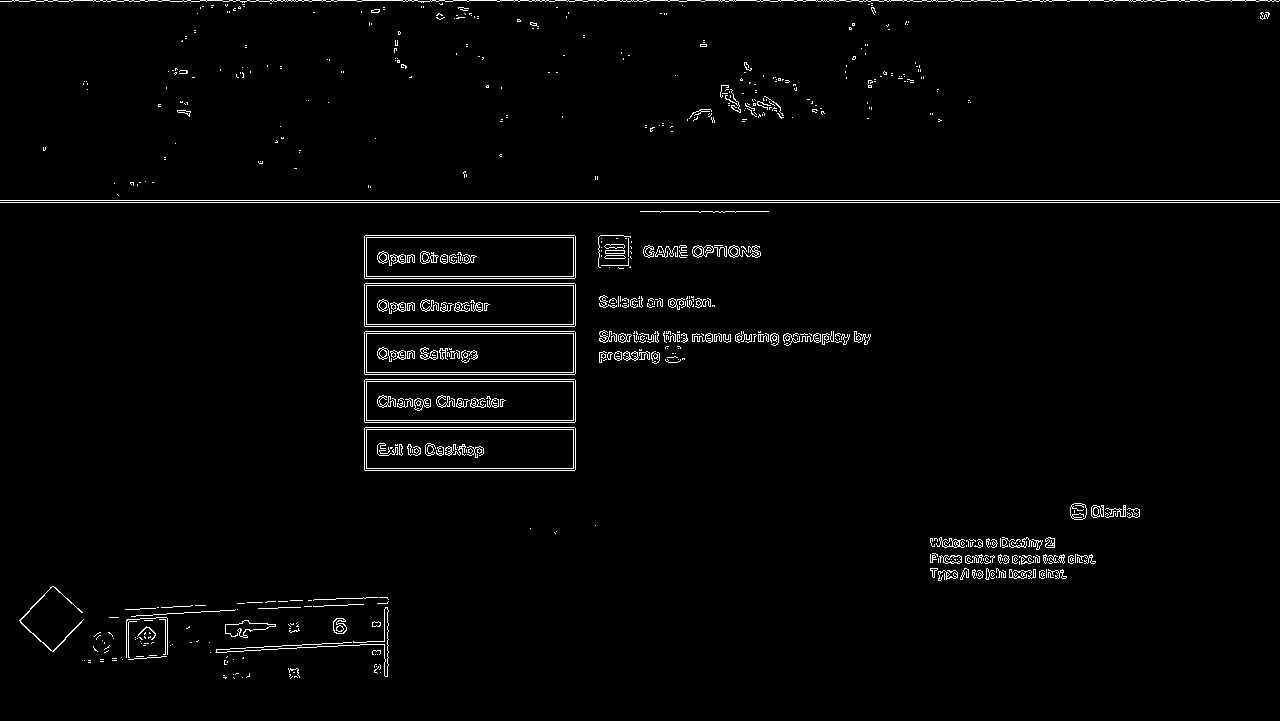 Open Director
Open Character
Open Settings
Change Character
Exit to Desktop
GAME OPTIONS
Select an option.
Shortcut this menu during gameplay by
pressing
Dismiss
Welcome to Destiny 2!
Press enter to open text chat.
Type /l to join local chat.
6
2